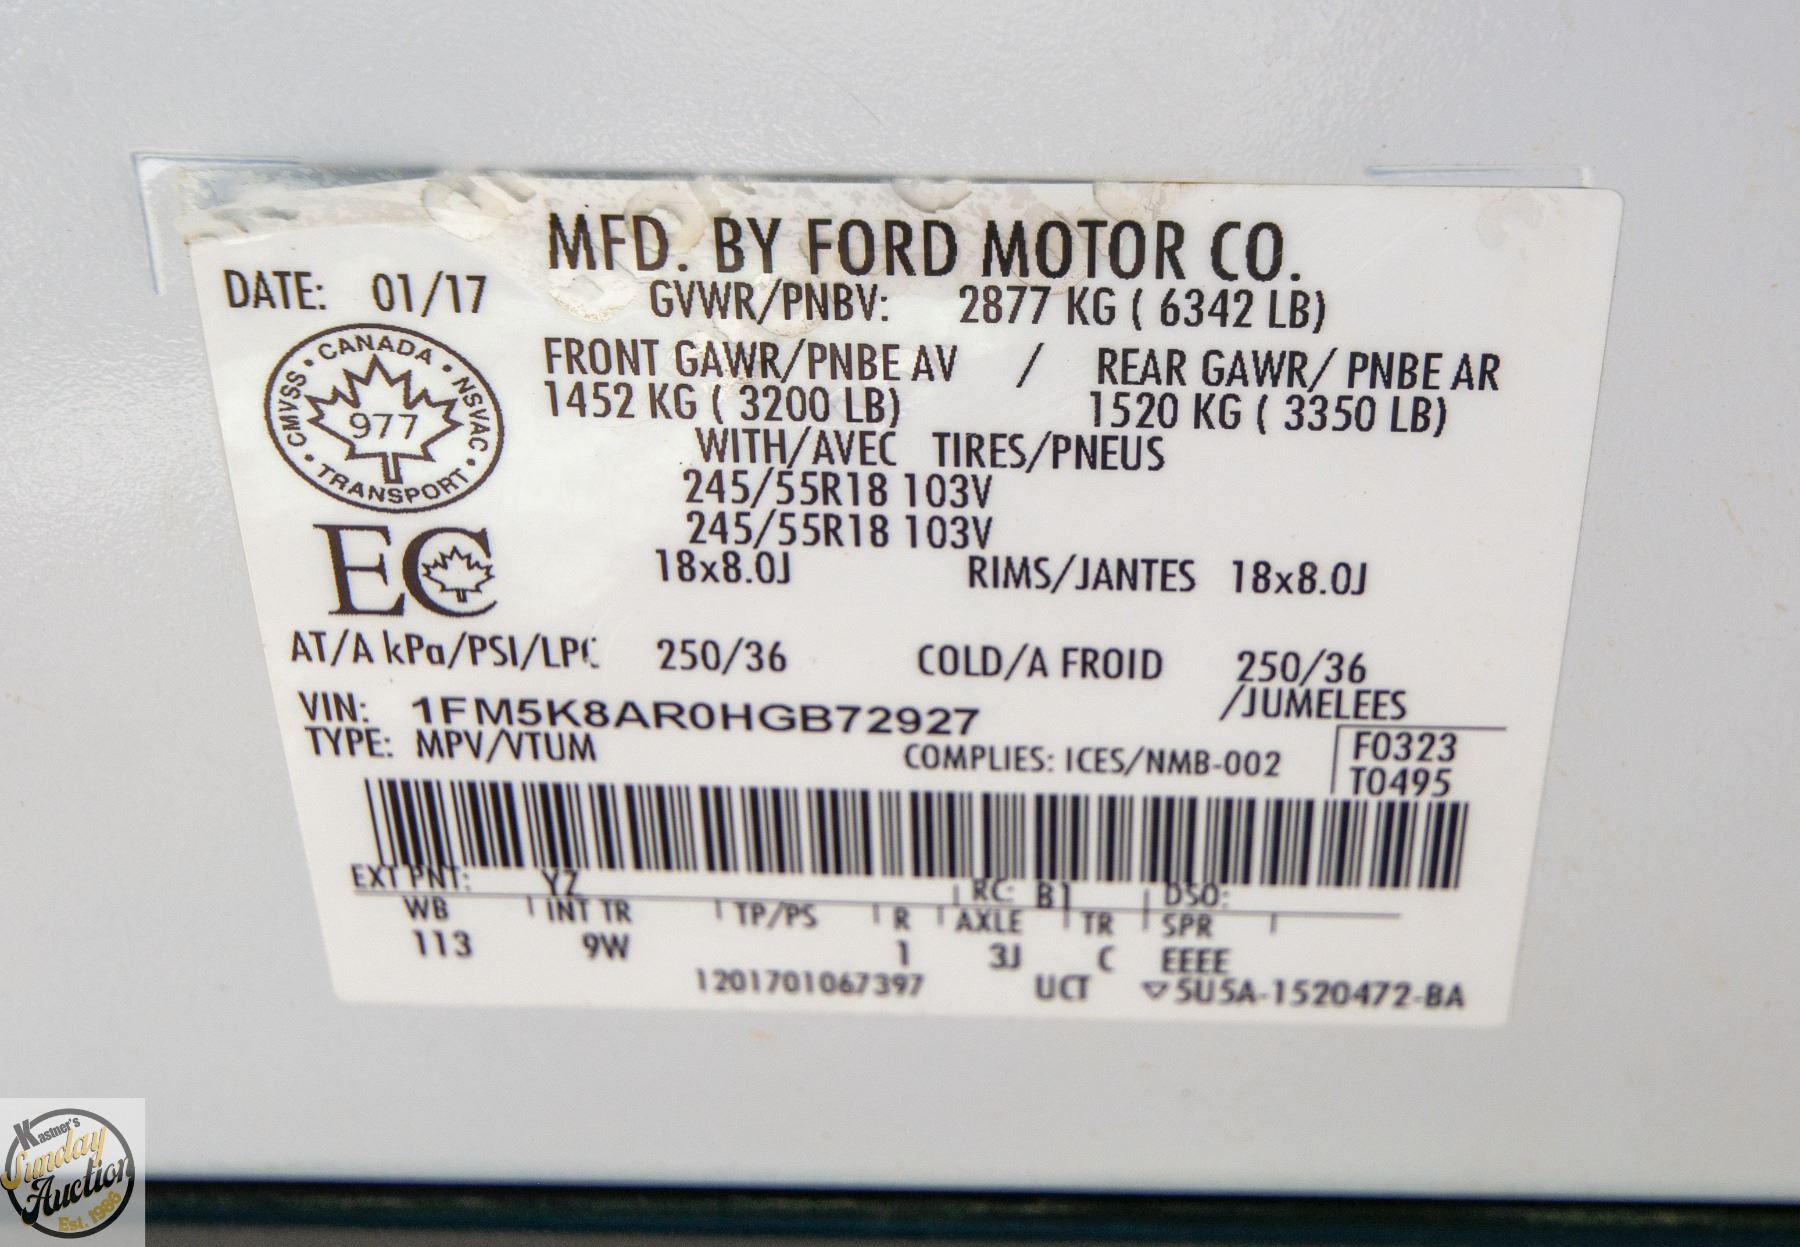 MFD. BY FORD MOTOR CO.
DATE: 01/17
GVWR/PNBV: 2877 KG ( 6342 LB)
FRONT GAWR/PNBE AV / REAR GAWR/ PNBE AR
1452 KG ( 3200 LB) 1520 KG ( 3350 LB)
WITH/AVEC TIRES/PNEUS
245/55R18 103V
245/55R18 103V
18x8.0J RIMS/JANTES 18x8.0J
CANADA
CMVSS • NSVAC
977
TRANSPORT
EC
AT/A kPa/PSI/LPC 250/36 COLD/A FROID 250/36
/JUMELEES
VIN: 1FM5K8AR0HGB72927
TYPE: MPV/VTUM COMPLIES: ICES/NMB-002
F0323
T0495
EXT PNT: YZ RC: B1 DSO:
WB INT TR TP/PS R AXLE TR SPR
113 9W 1 3J C EEEE
1201701067397 UCT ▽5U5A-1520472-BA
Kastner's
Sunday
Auction
Est. 1986